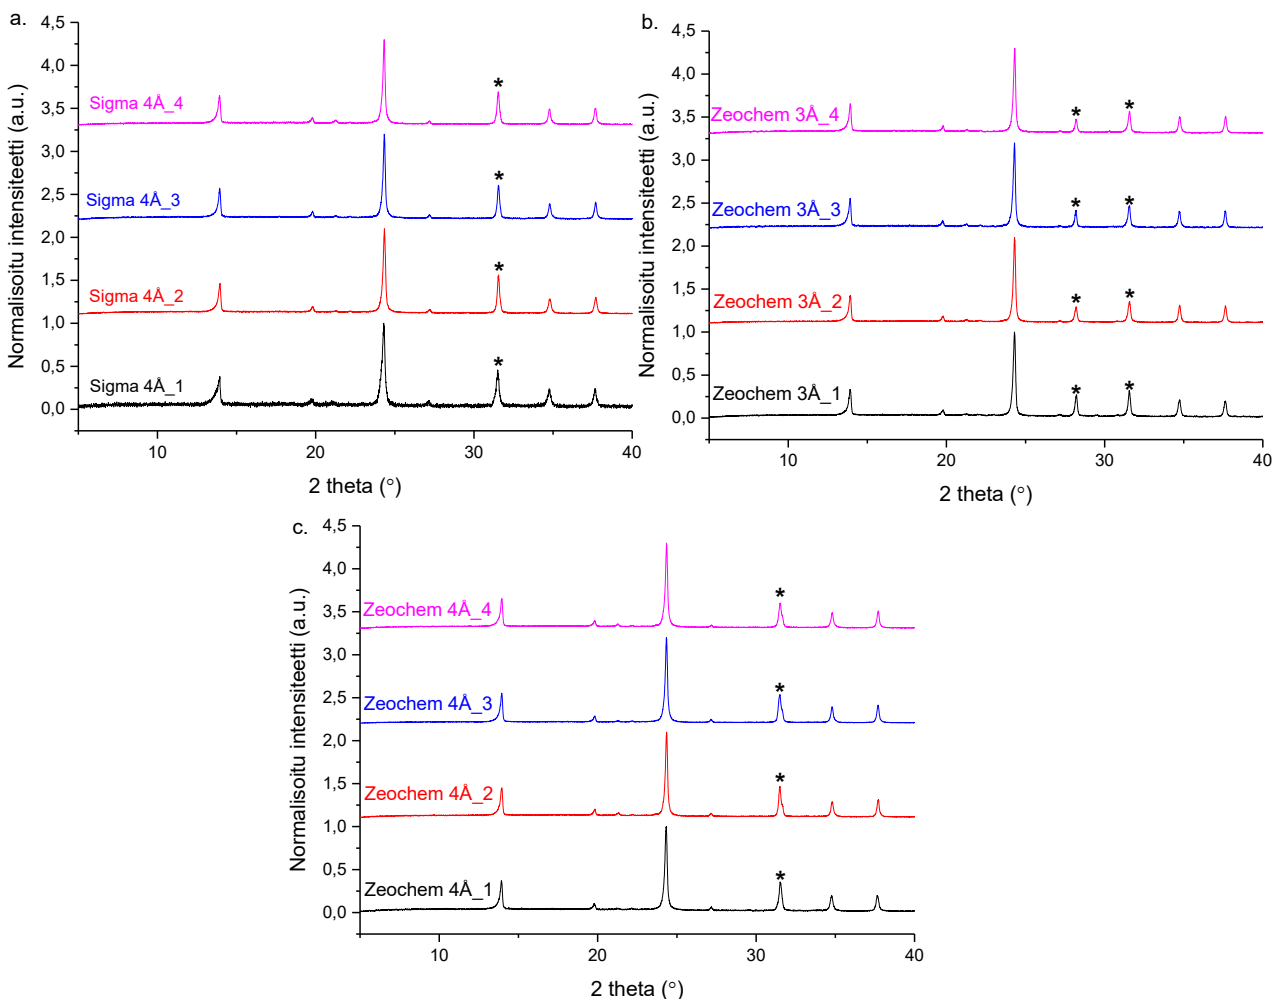 a.
Normalisoitu intensiteetti (a.u.)
4,5
4,0
3,5
3,0
2,5
2,0
1,5
1,0
0,5
0,0
Sigma 4Å_4
*
Sigma 4Å_3
*
Sigma 4Å_2
*
Sigma 4Å_1
*
10
20
30
40
2 theta (°)
b.
Normalisoitu intensiteetti (a.u.)
4,5
4,0
3,5
3,0
2,5
2,0
1,5
1,0
0,5
0,0
Zeochem 3Å_4
* *
Zeochem 3Å_3
* *
Zeochem 3Å_2
* *
Zeochem 3Å_1
* *
10
20
30
40
2 theta (°)
c.
Normalisoitu intensiteetti (a.u.)
4,5
4,0
3,5
3,0
2,5
2,0
1,5
1,0
0,5
0,0
Zeochem 4Å_4
*
Zeochem 4Å_3
*
Zeochem 4Å_2
*
Zeochem 4Å_1
*
10
20
30
40
2 theta (°)